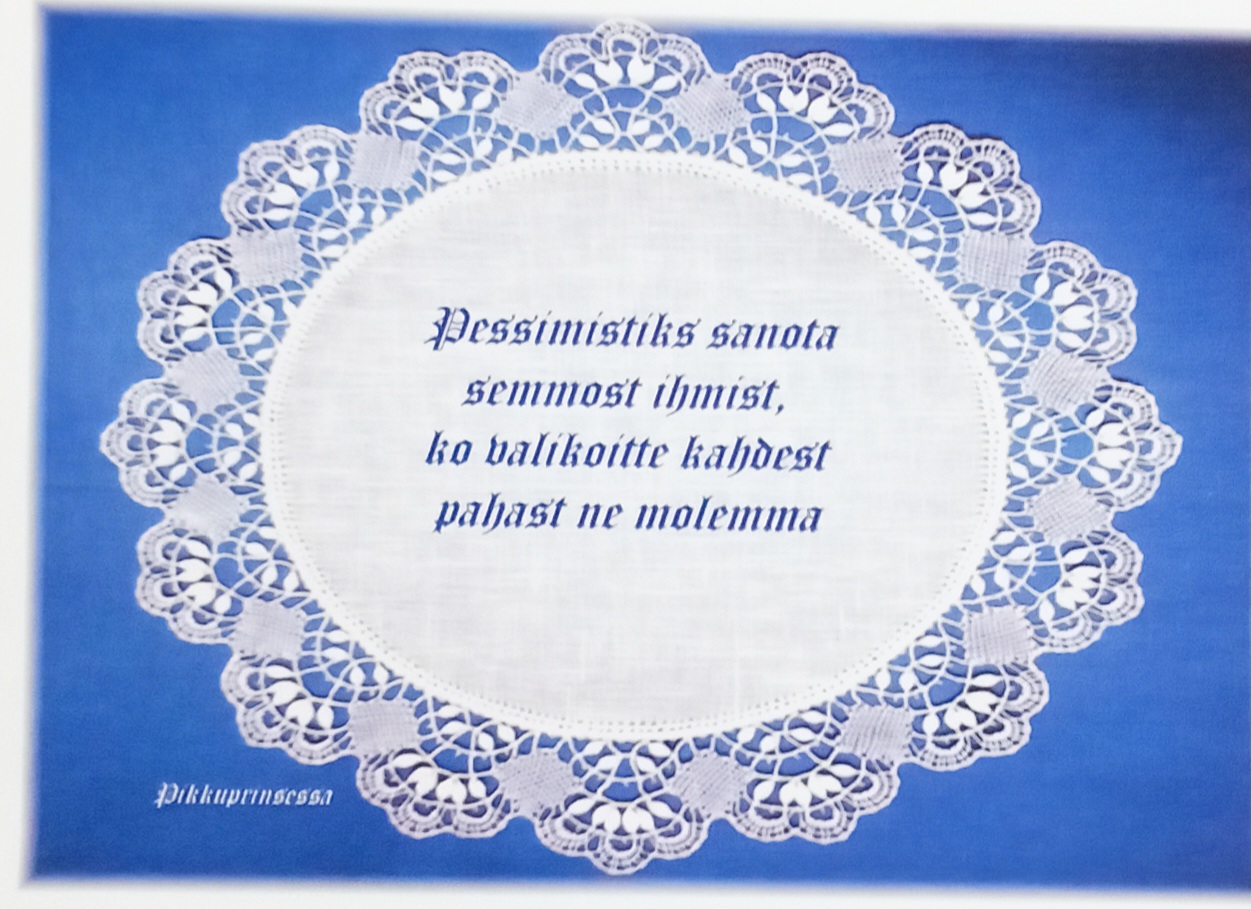 Pessimistiks sanota
semmost ihmist,
ko valikoitte kahdest
pahast ne molemma
Pikkuprinsessa